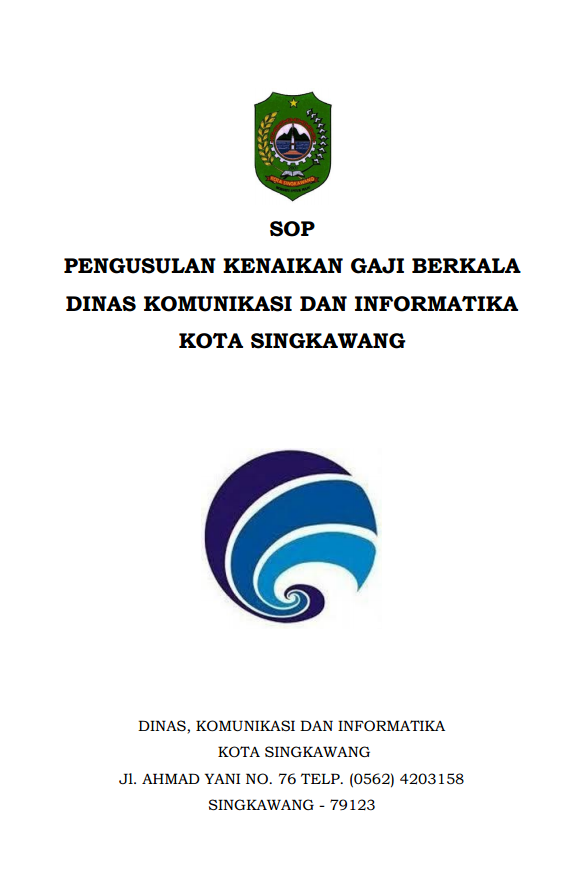 KOTA SINGKAWANG
SOP
PENGUSULAN KENAIKAN GAJI BERKALA
DINAS KOMUNIKASI DAN INFORMATIKA
KOTA SINGKAWANG
DINAS, KOMUNIKASI DAN INFORMATIKA
KOTA SINGKAWANG
Jl. AHMAD YANI NO. 76 TELP. (0562) 4203158
SINGKAWANG - 79123